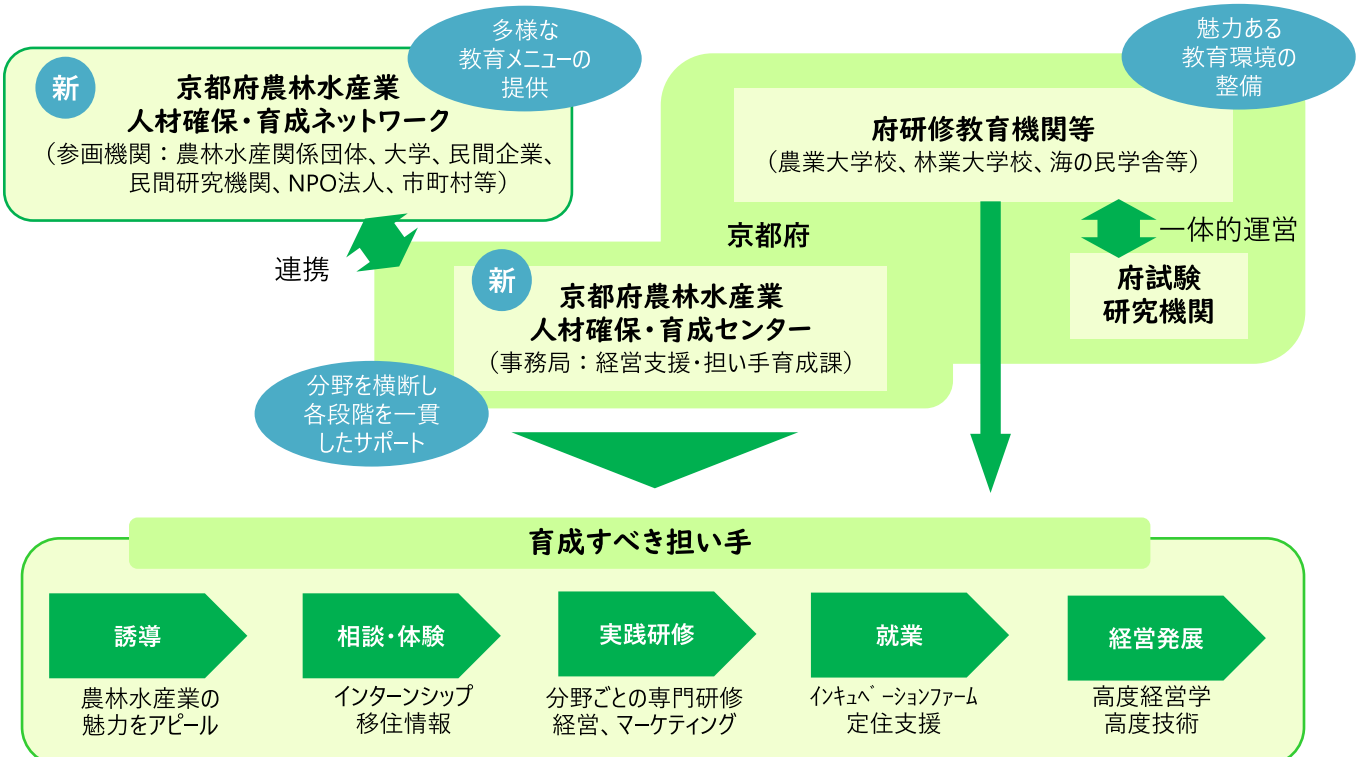 多様な
教育メニューの
提供
新
京都府農林水産業
人材確保・育成ネットワーク
（参画機関：農林水産関係団体、大学、民間企業、
民間研究機関、NPO法人、市町村等）
魅力ある
教育環境の
整備
府研修教育機関等
（農業大学校、林業大学校、海の民学舎等）
京都府
一体的運営
府試験
研究機関
連携
新
京都府農林水産業
人材確保・育成センター
（事務局：経営支援・担い手育成課）
分野を横断し
各段階を一貫
したサポート
育成すべき担い手
誘導
農林水産業の
魅力をアピール
相談・体験
インターンシップ
移住情報
実践研修
分野ごとの専門研修
経営、マーケティング
就業
ｲﾝｷｭﾍﾞｰｼｮﾝﾌｧｰﾑ
定住支援
経営発展
高度経営学
高度技術